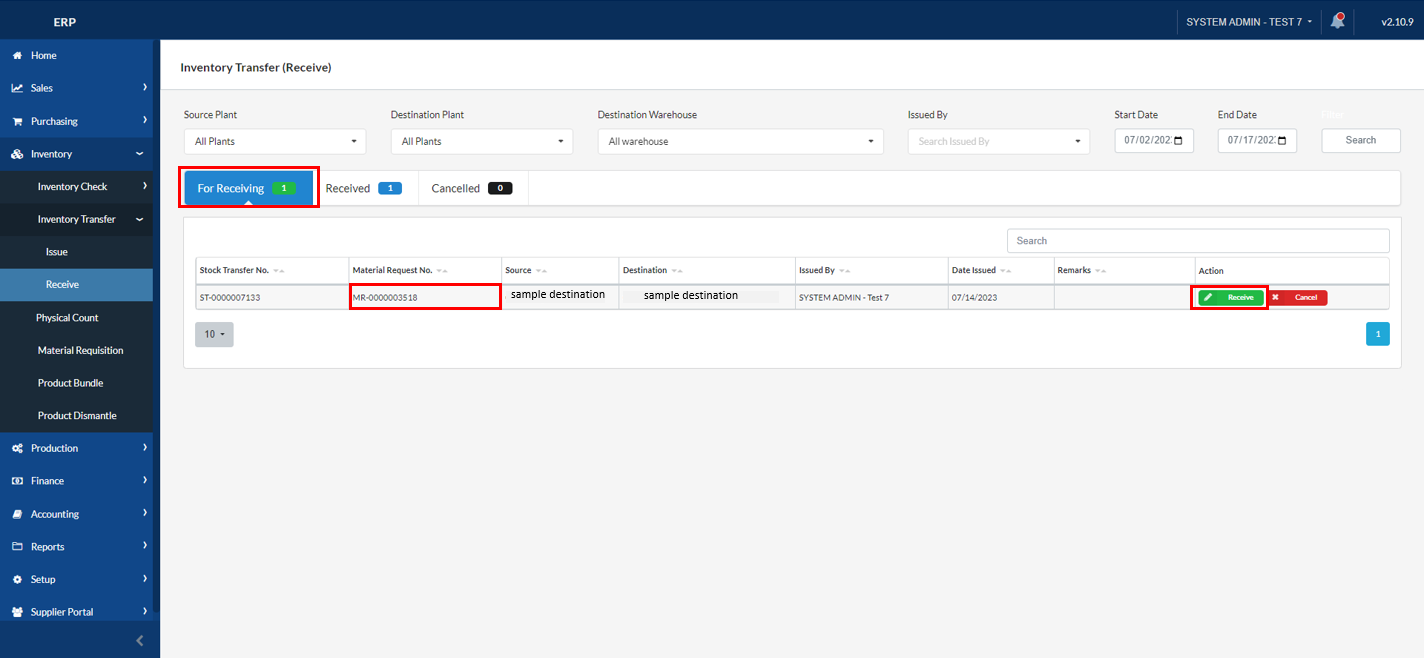 ERP
SYSTEM ADMIN - TEST 7
v2.10.9
Home
Sales
Purchasing
Inventory
Inventory Check
Inventory Transfer
Issue
Receive
Physical Count
Material Requisition
Product Bundle
Product Dismantle
Production
Finance
Accounting
Reports
Setup
Supplier Portal
Inventory Transfer (Receive)
Source Plant Destination Plant Destination Warehouse Issued By Start Date End Date Filter
All Plants All Plants All warehouse Search Issued By 07/02/202 07/17/202 Search
For Receiving 1 Received 1 Cancelled 0
Search
Stock Transfer No. Material Request No. Source Destination Issued By Date Issued Remarks Action
ST-0000007133 MR-0000003518 sample destination sample destination SYSTEM ADMIN - Test 7 07/14/2023 Receive Cancel
10 1